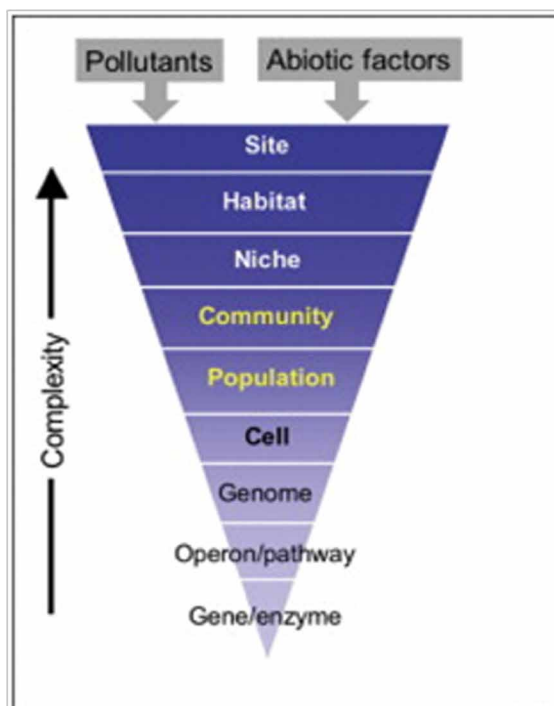 Pollutants
Abiotic factors
Site
Habitat
Niche
Community
Population
Cell
Genome
Operon/pathway
Gene/enzyme
Complexity